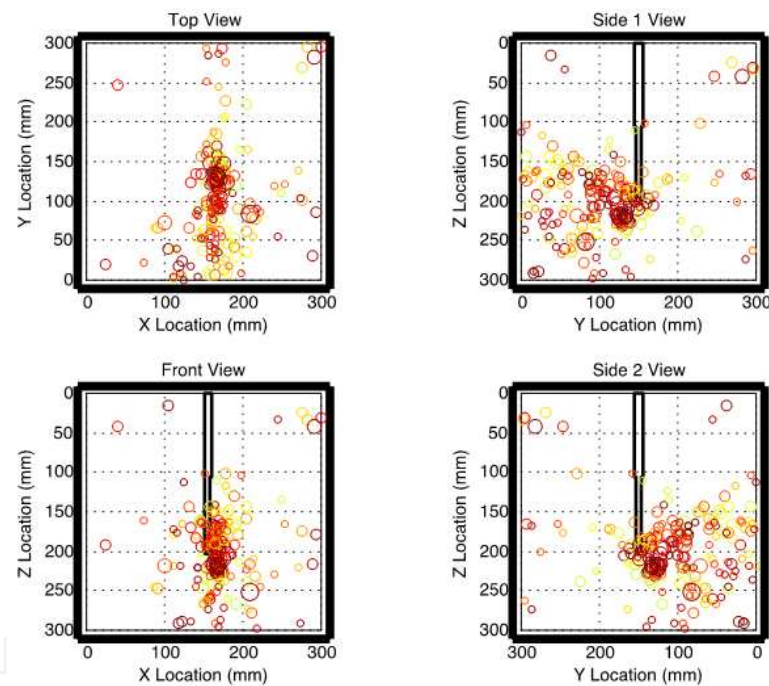 Top View
300
250
200
150
100
50
0
Y Location (mm)
0 100 200 300
X Location (mm)
Side 1 View
0
50
100
150
200
250
300
Z Location (mm)
0 100 200 300
Y Location (mm)
Front View
0
50
100
150
200
250
300
Z Location (mm)
0 100 200 300
X Location (mm)
Side 2 View
0
50
100
150
200
250
300
Z Location (mm)
300 200 100 0
Y Location (mm)